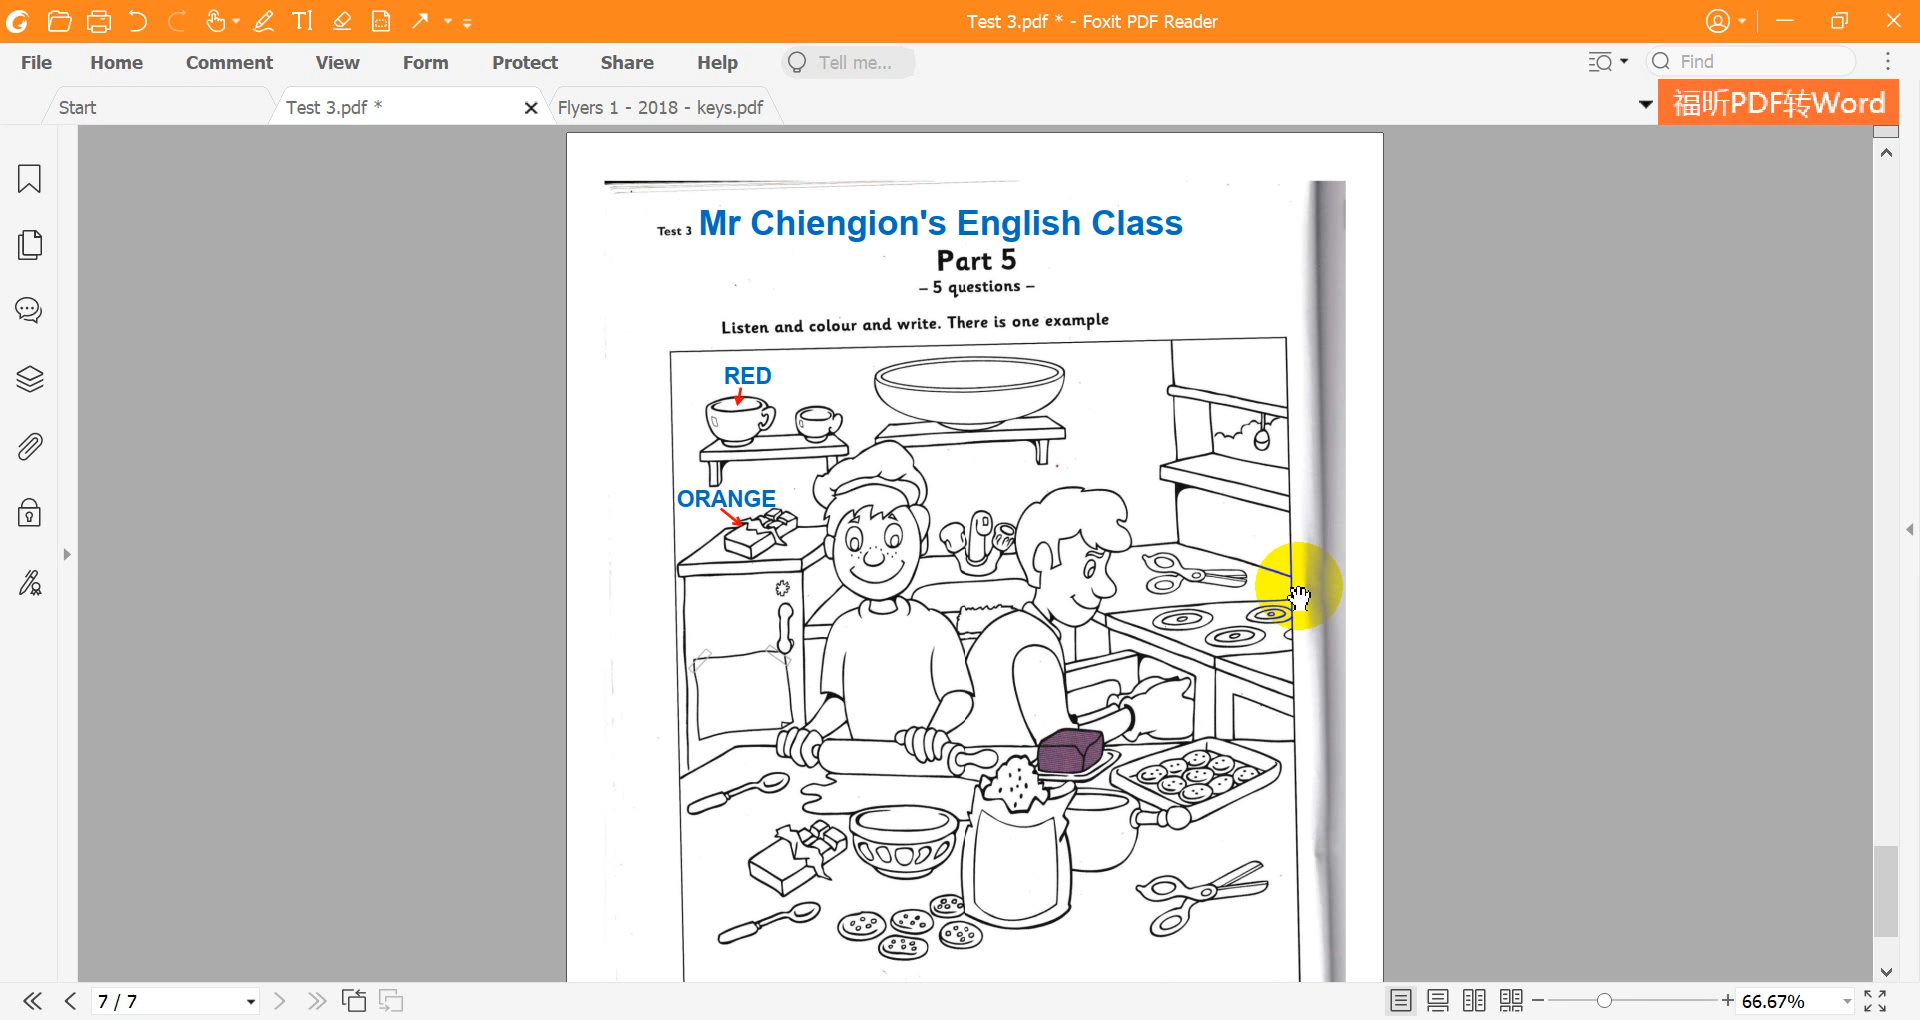 Test 3.pdf * - Foxit PDF Reader
File Home Comment View Form Protect Share Help Tell me... Find
Start Test 3.pdf * Flyers 1 - 2018 - keys.pdf 福昕PDF转Word
Test 3 Mr Chiengion's English Class
Part 5
– 5 questions –
Listen and colour and write. There is one example
RED
ORANGE
7 / 7 66.67%